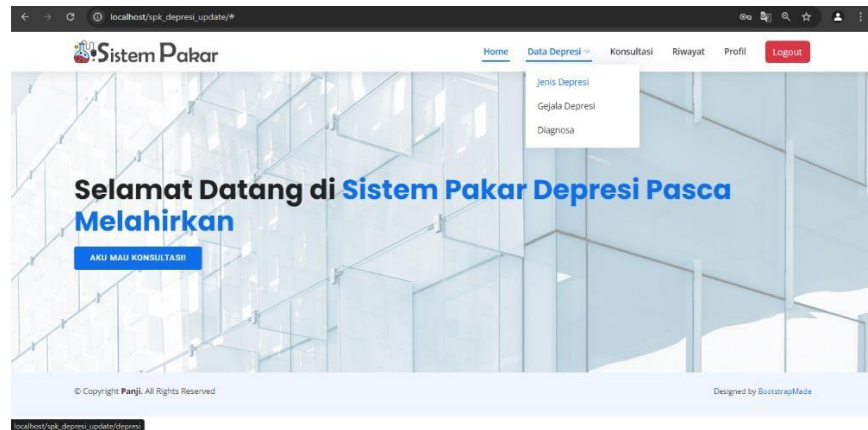 localhost/spk_depresi_update/#
Sistem Pakar
Home Data Depresi Konsultasi Riwayat Profil Logout
Jenis Depresi
Gejala Depresi
Diagnosa
Selamat Datang di Sistem Pakar Depresi Pasca
Melahirkan
AKU MAU KONSULTASI!
© Copyright Panji. All Rights Reserved
Designed by BootstrapMade
localhost/spk_depresi_update/depresi